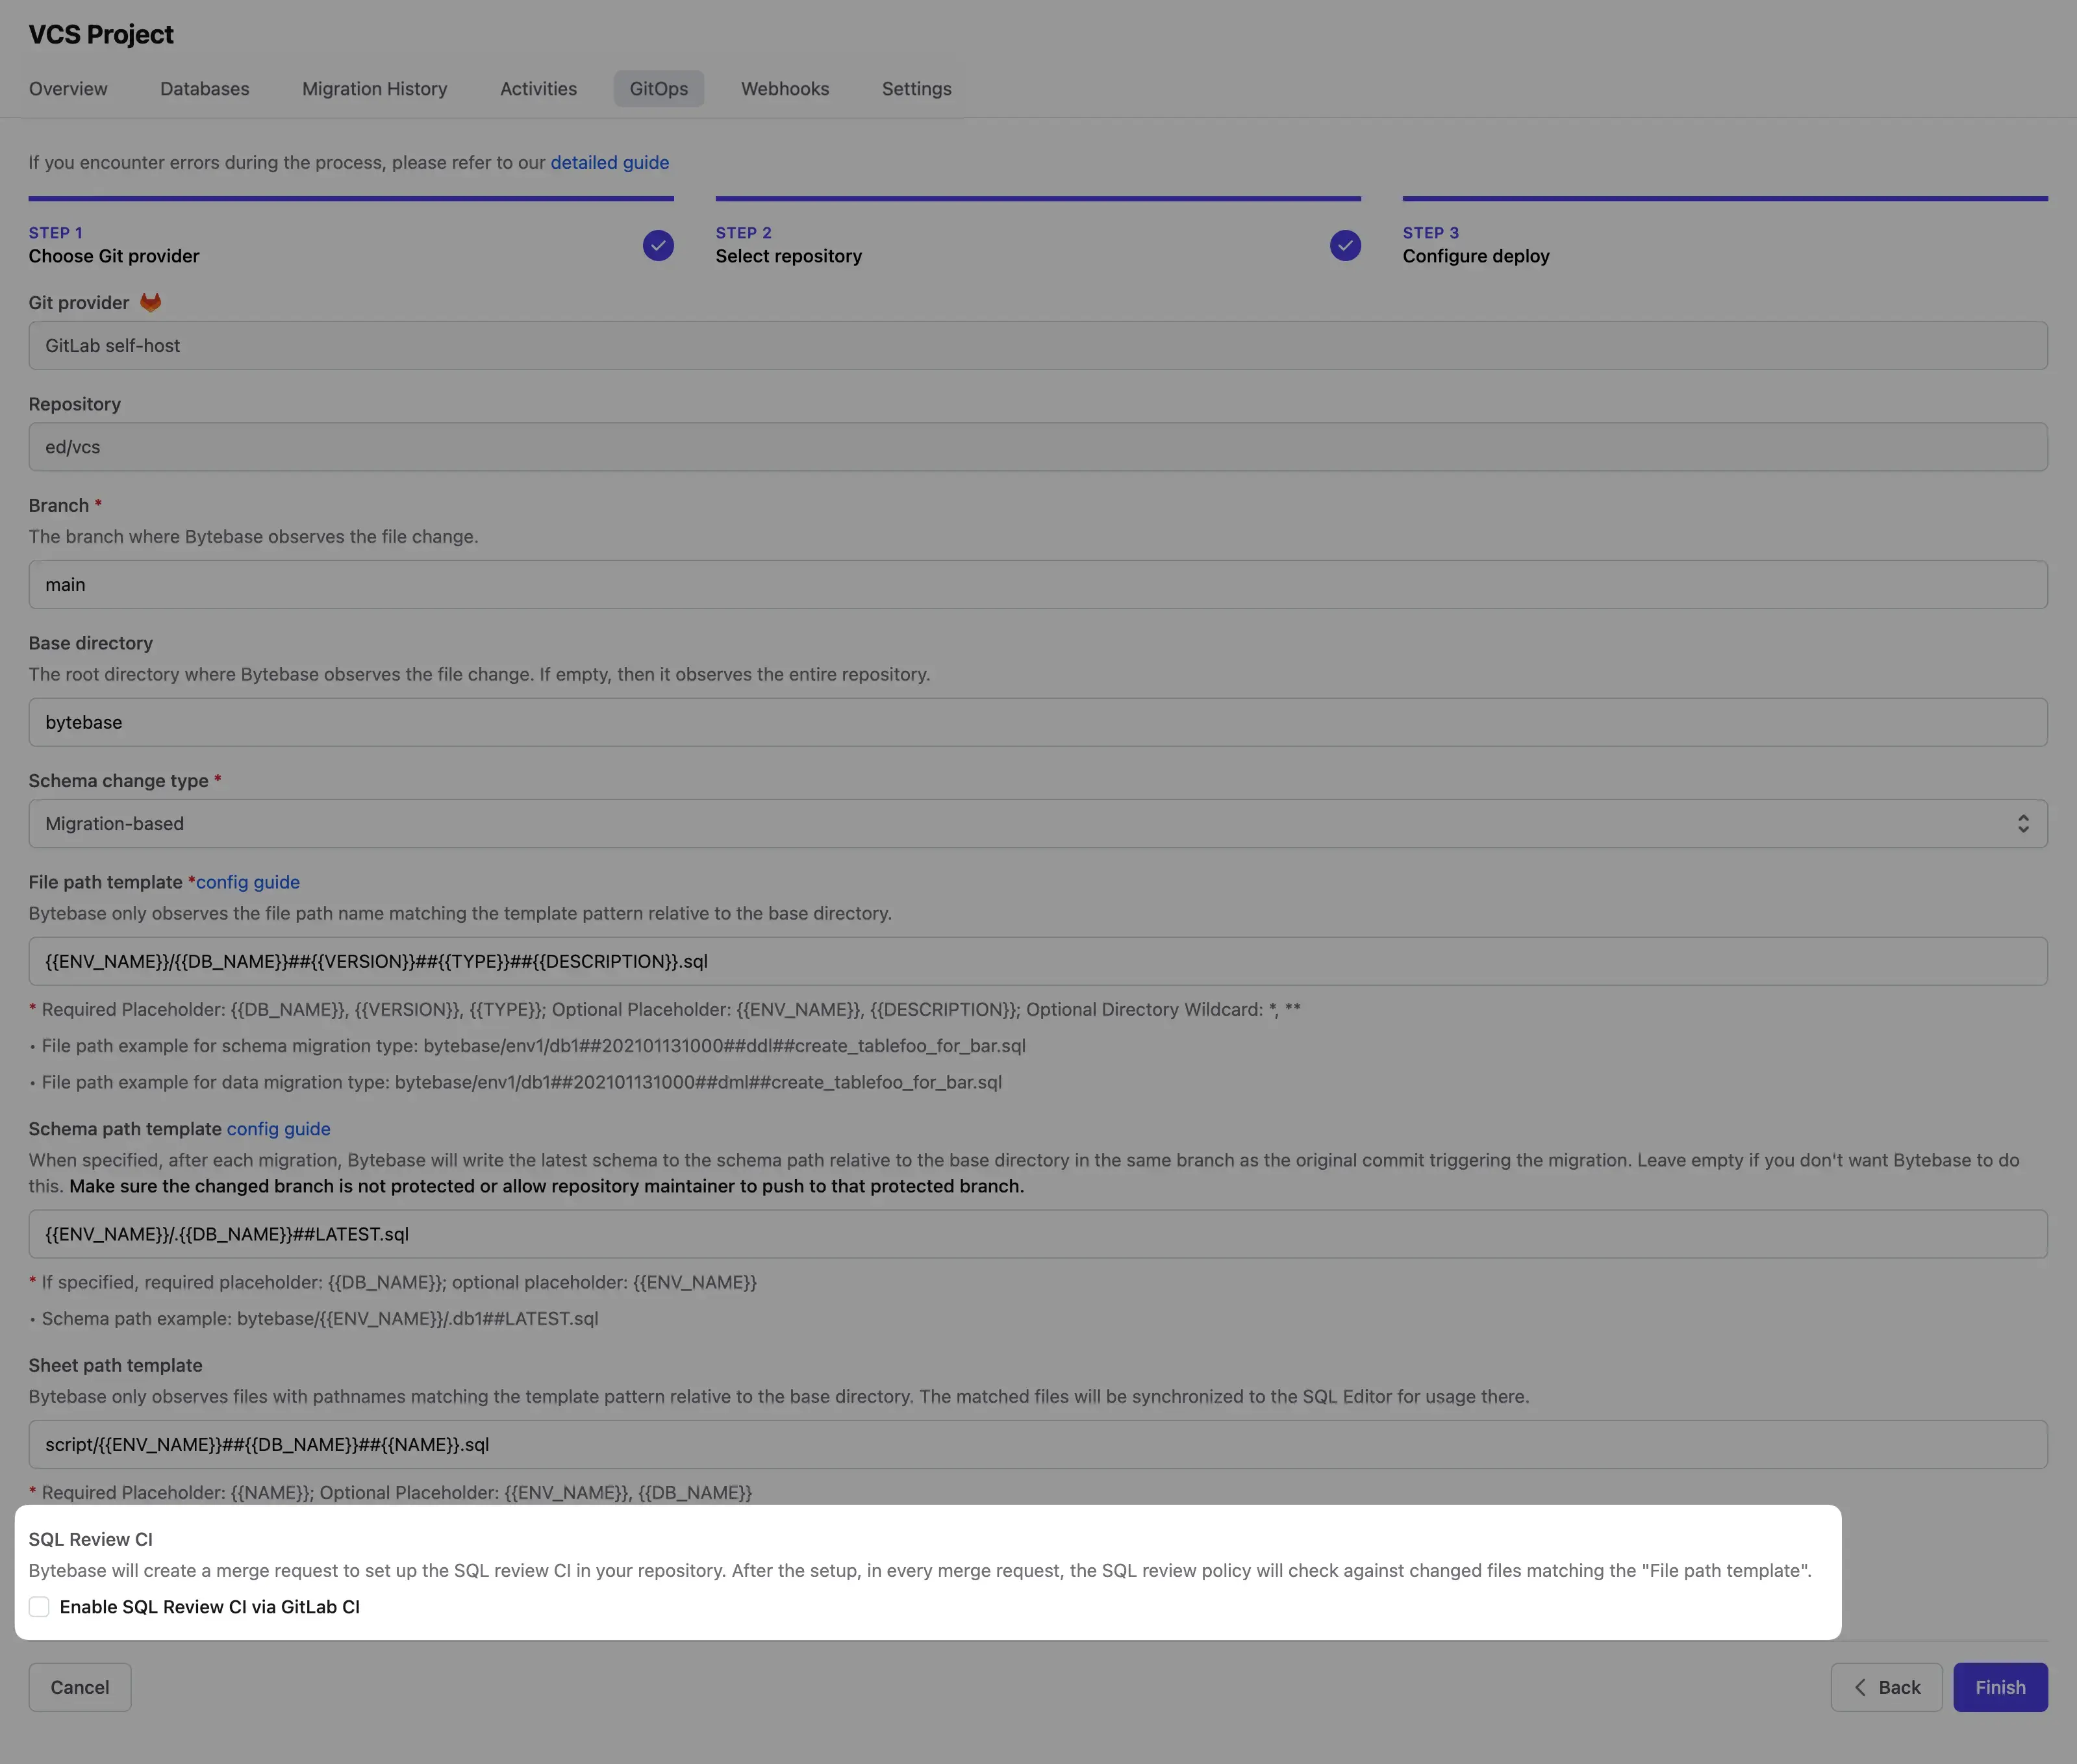 VCS Project
Overview Databases Migration History Activities GitOps Webhooks Settings
If you encounter errors during the process, please refer to our detailed guide
STEP 1
Choose Git provider
STEP 2
Select repository
STEP 3
Configure deploy
Git provider
GitLab self-host
Repository
ed/vcs
Branch *
The branch where Bytebase observes the file change.
main
Base directory
The root directory where Bytebase observes the file change. If empty, then it observes the entire repository.
bytebase
Schema change type *
Migration-based
File path template *config guide
Bytebase only observes the file path name matching the template pattern relative to the base directory.
{{ENV_NAME}}/{{DB_NAME}}##{{VERSION}}##{{TYPE}}##{{DESCRIPTION}}.sql
* Required Placeholder: {{DB_NAME}}, {{VERSION}}, {{TYPE}}; Optional Placeholder: {{ENV_NAME}}, {{DESCRIPTION}}; Optional Directory Wildcard: *, **
• File path example for schema migration type: bytebase/env1/db1##202101131000##ddl##create_tablefoo_for_bar.sql
• File path example for data migration type: bytebase/env1/db1##202101131000##dml##create_tablefoo_for_bar.sql
Schema path template config guide
When specified, after each migration, Bytebase will write the latest schema to the schema path relative to the base directory in the same branch as the original commit triggering the migration. Leave empty if you don't want Bytebase to do
this. Make sure the changed branch is not protected or allow repository maintainer to push to that protected branch.
{{ENV_NAME}}/.{{DB_NAME}}##LATEST.sql
* If specified, required placeholder: {{DB_NAME}}; optional placeholder: {{ENV_NAME}}
• Schema path example: bytebase/{{ENV_NAME}}/.db1##LATEST.sql
Sheet path template
Bytebase only observes files with pathnames matching the template pattern relative to the base directory. The matched files will be synchronized to the SQL Editor for usage there.
script/{{ENV_NAME}}##{{DB_NAME}}##{{NAME}}.sql
* Required Placeholder: {{NAME}}; Optional Placeholder: {{ENV_NAME}}, {{DB_NAME}}
SQL Review CI
Bytebase will create a merge request to set up the SQL review CI in your repository. After the setup, in every merge request, the SQL review policy will check against changed files matching the "File path template".
Enable SQL Review CI via GitLab CI
Cancel
Back
Finish